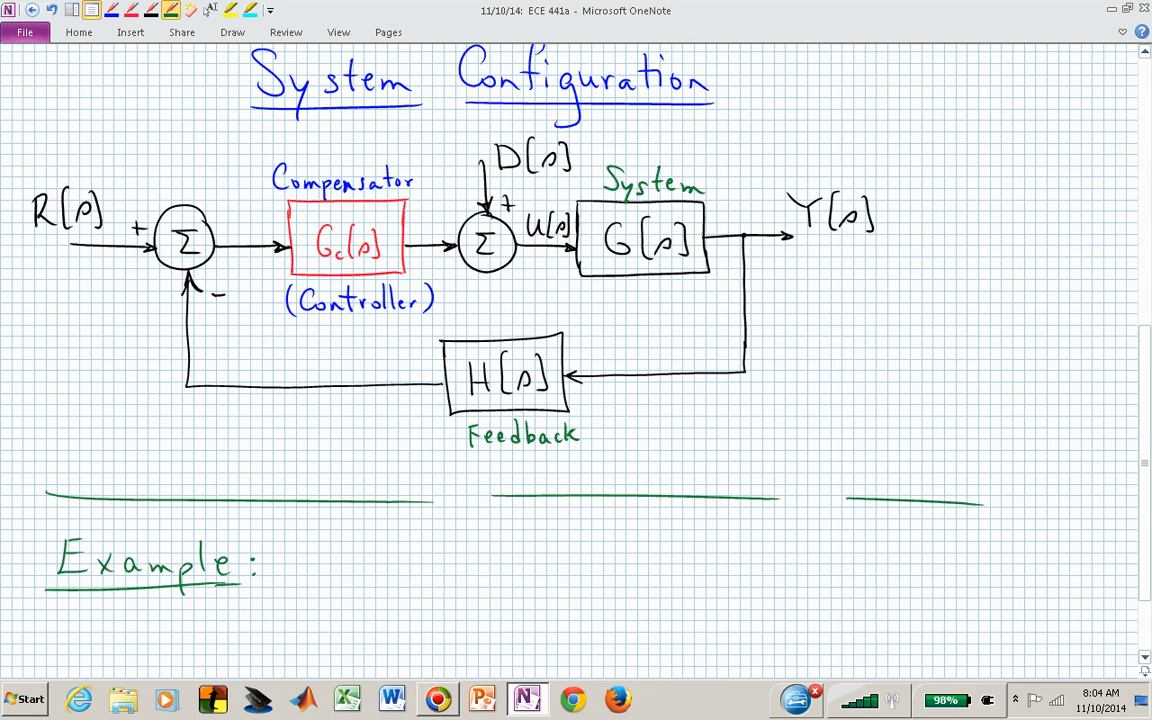 11/10/14: ECE 441a - Microsoft OneNote
File Home Insert Share Draw Review View Pages
System Configuration
D[s]
Compensator
System
R[s]
+
+
U[s]
Y[s]
Σ
Gc[s]
Σ
G[s]
-
(Controller)
H[s]
Feedback
Example:
Start
98%
8:04 AM
11/10/2014